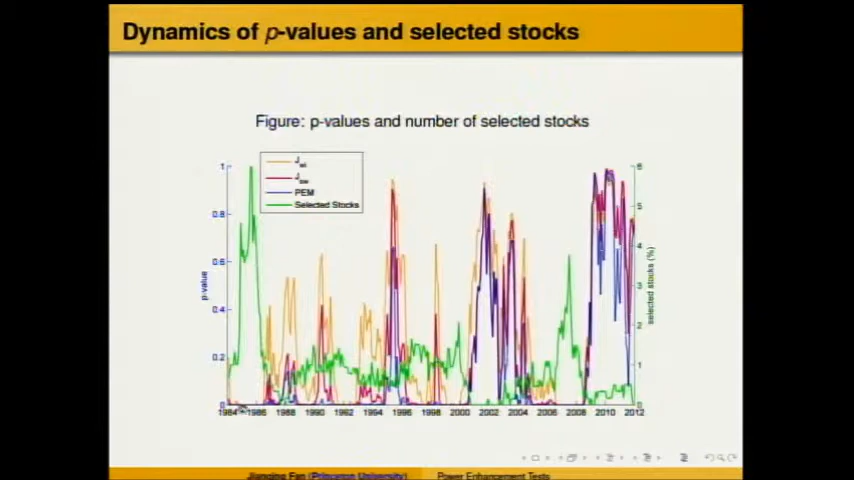 Dynamics of p-values and selected stocks
Figure: p-values and number of selected stocks
J
J
PEM
Selected Stocks
1
0.8
0.6
0.4
0.2
0
p-value
6
5
4
3
2
1
0
selected stocks (%)
1984 1986 1988 1990 1992 1994 1996 1998 2000 2002 2004 2006 2008 2010 2012
Jianqing Fan (Princeton University) Power Enhancement Tests